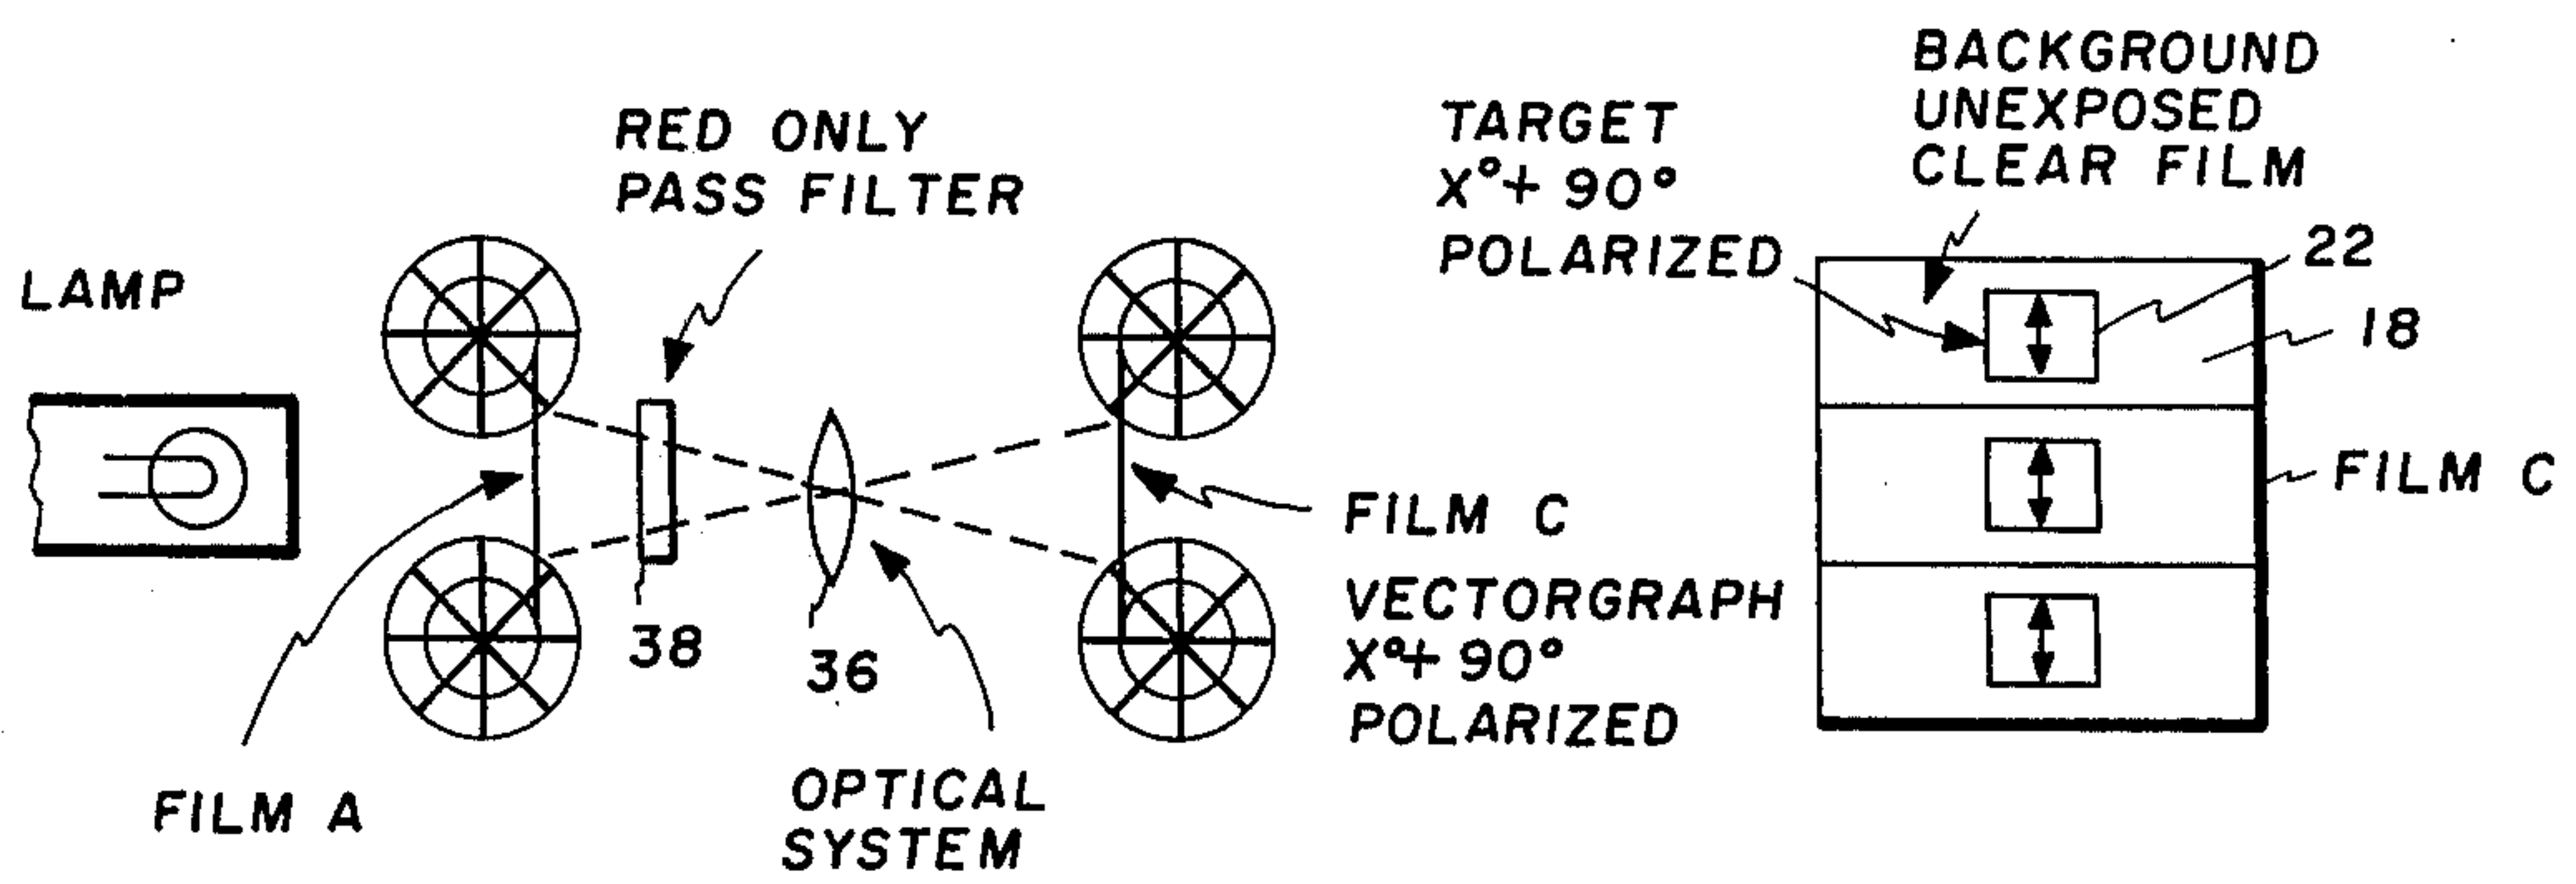 LAMP
RED ONLY
PASS FILTER
38
36
FILM A
OPTICAL
SYSTEM
FILM C
VECTORGRAPH
X°+ 90°
POLARIZED
TARGET
X°+ 90°
POLARIZED
BACKGROUND
UNEXPOSED
CLEAR FILM
22
18
FILM C